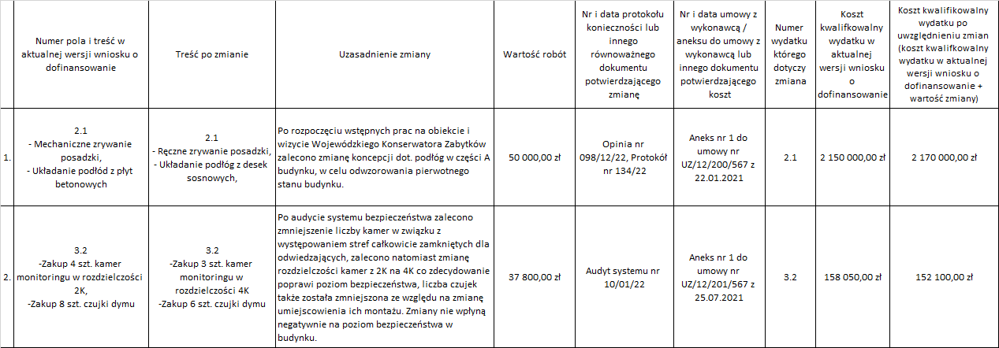 Numer pola i treść w
aktualnej wersji wniosku o
dofinansowanie
Treść po zmianie
Uzasadnienie zmiany
Wartość robót
Nr i data protokołu
konieczności lub
innego
równoważnego
dokumentu
potwierdzającego
zmianę
Nr i data umowy z
wykonawcą /
aneksu do umowy z
wykonawcą lub
innego dokumentu
potwierdzającego
koszt
Numer
wydatku
którego
dotyczy
zmiana
Koszt
kwalifkowalny
wydatku w
aktualnej
wersji wniosku
o
dofinansowanie
Koszt kwalifikowalny
wydatku po
uwzględnieniu zmian
(koszt kwalifkowalny
wydatku w aktualnej
wersji wniosku o
dofinansowanie +
wartość zmiany)
1.
2.1
- Mechaniczne zrywanie
posadzki,
- Układanie podłód z płyt
betonowych
2.1
- Ręczne zrywanie posadzki,
- Układanie podłóg z desek
sosnowych,
Po rozpoczęciu wstępnych prac na obiekcie i
wizycie Wojewódzkiego Konserwatora Zabytków
zalecono zmianę koncepcji dot. podłóg w części A
budynku, w celu odwzorowania pierwotnego
stanu budynku.
50 000,00 zł
Opinia nr
098/12/22, Protokół
nr 134/22
Aneks nr 1 do
umowy nr
UZ/12/200/567 z
22.01.2021
2.1
2 150 000,00 zł
2 170 000,00 zł
2.
3.2
-Zakup 4 szt. kamer
monitoringu w rozdzielczości
2K,
-Zakup 8 szt. czujki dymu
3.2
-Zakup 3 szt. kamer
monitoringu w
rozdzielczości 4K
-Zakup 6 szt. czujki dymu
Po audycie systemu bezpieczeństwa zalecono
zmniejszenie liczby kamer w związku z
występowaniem stref całkowicie zamkniętych dla
odwiedzających, zalecono natomiast zmianę
rozdzielczości kamer z 2K na 4K co zdecydowanie
poprawi poziom bezpieczeństwa, liczba czujek
także została zmniejszona ze względu na zmianę
umiejscowienia ich montażu. Zmiany nie wpłyną
negatywnie na poziom bezpieczeństwa w
budynku.
37 800,00 zł
Audyt systemu nr
10/01/22
Aneks nr 1 do
umowy nr
UZ/12/201/567 z
25.07.2021
3.2
158 050,00 zł
152 100,00 zł